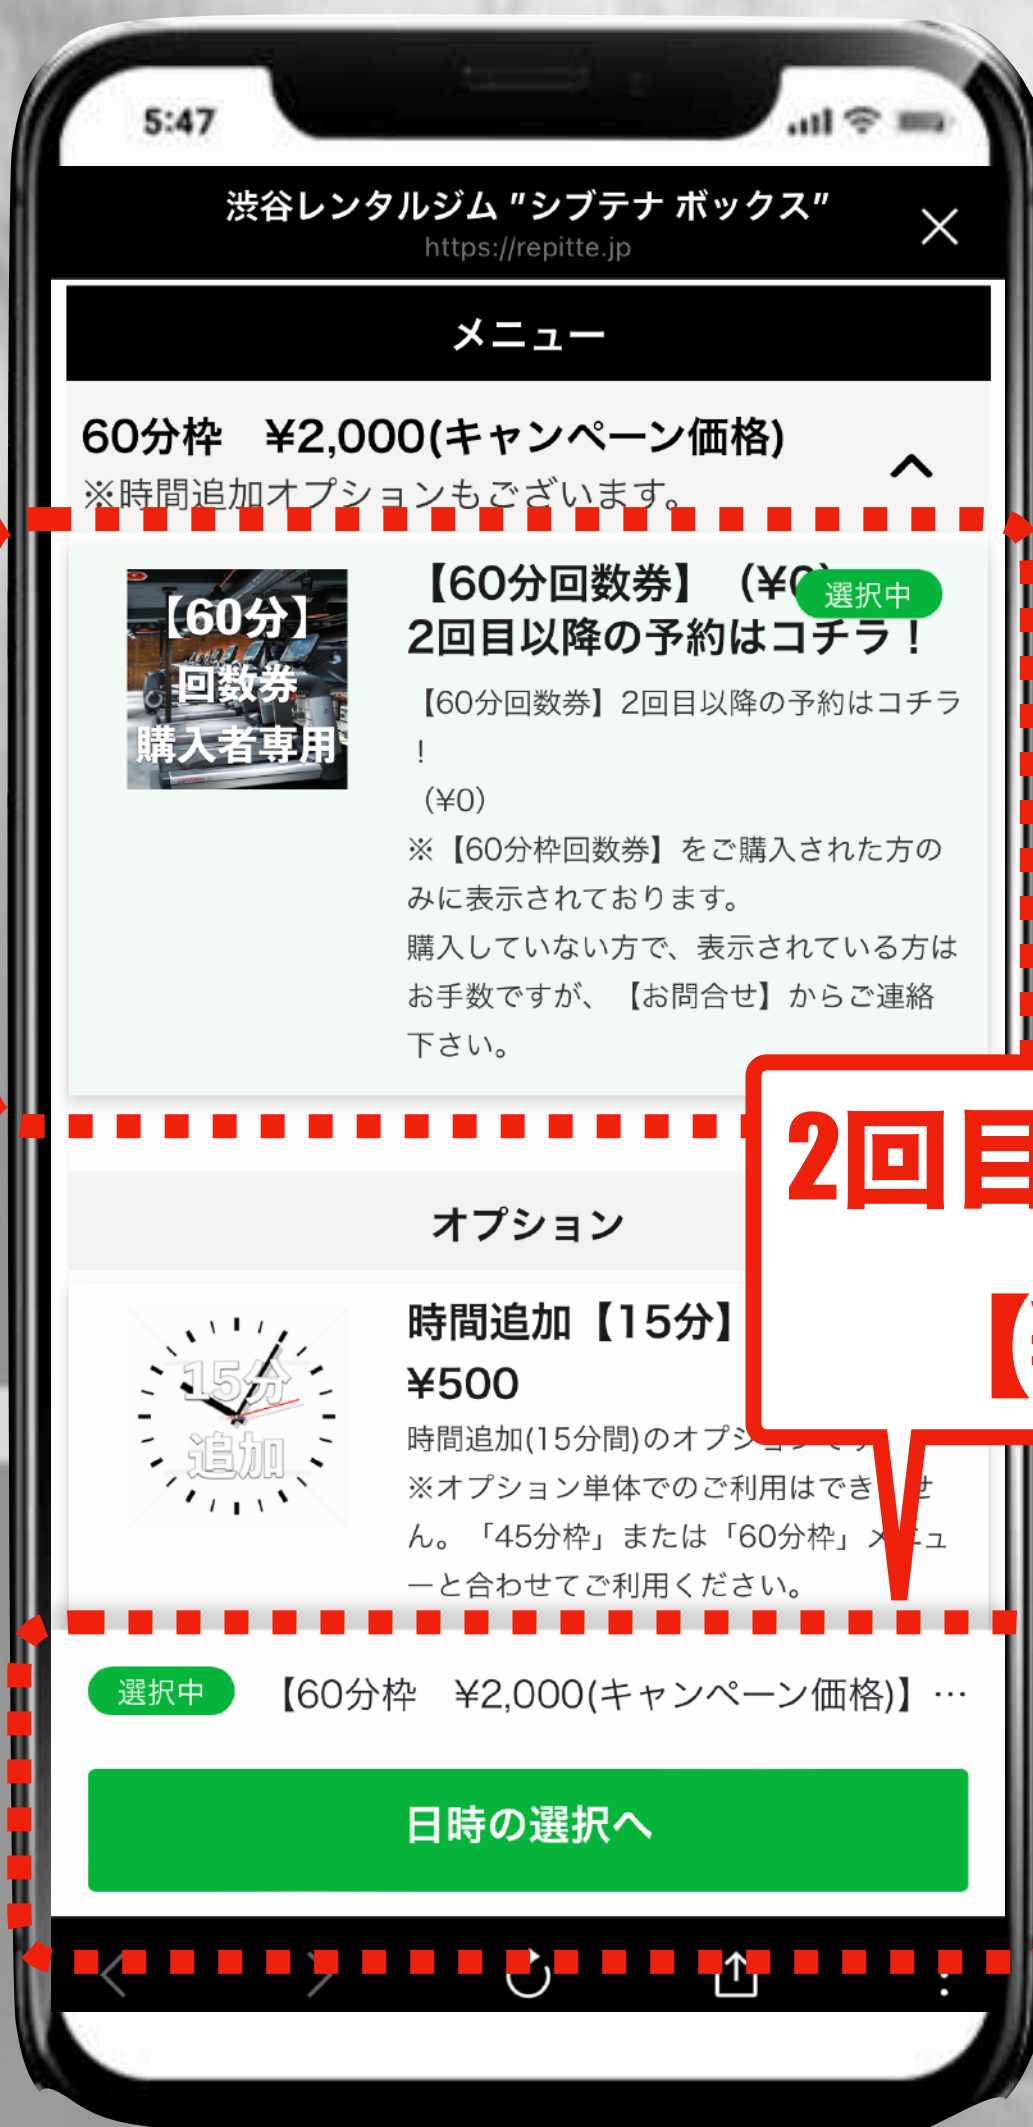 5:47
渋谷レンタルジム "シブテナ ボックス"
https://repitte.jp
メニュー
60分枠　¥2,000(キャンペーン価格)
※時間追加オプションもございます。
【60分】
回数券
購入者専用
【60分回数券】（¥0
選択中
2回目以降の予約はコチラ！
【60分回数券】2回目以降の予約はコチラ
！
（¥0）
※【60分枠回数券】をご購入された方の
みに表示されております。
購入していない方で、表示されている方は
お手数ですが、【お問合せ】からご連絡
下さい。
2回目
【
オプション
15分
追加
時間追加【15分】
¥500
時間追加(15分間)のオプションです
※オプション単体でのご利用はでき せ
ん。「45分枠」または「60分枠」メニュ
ーと合わせてご利用ください。
選択中
【60分枠　¥2,000(キャンペーン価格)】…
日時の選択へ